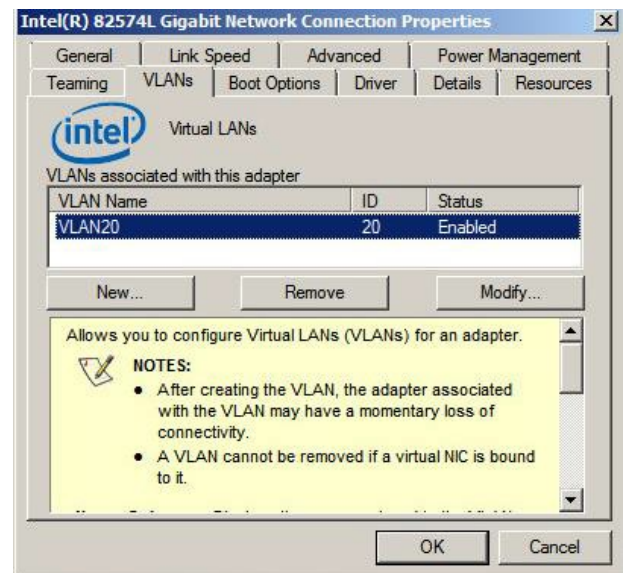 Intel(R) 82574L Gigabit Network Connection Properties
General Link Speed Advanced Power Management
Teaming VLANs Boot Options Driver Details Resources
intel Virtual LANs
VLANs associated with this adapter
VLAN Name ID Status
VLAN20 20 Enabled
New... Remove Modify...
Allows you to configure Virtual LANs (VLANs) for an adapter.
NOTES:
• After creating the VLAN, the adapter associated
with the VLAN may have a momentary loss of
connectivity.
• A VLAN cannot be removed if a virtual NIC is bound
to it.
OK Cancel